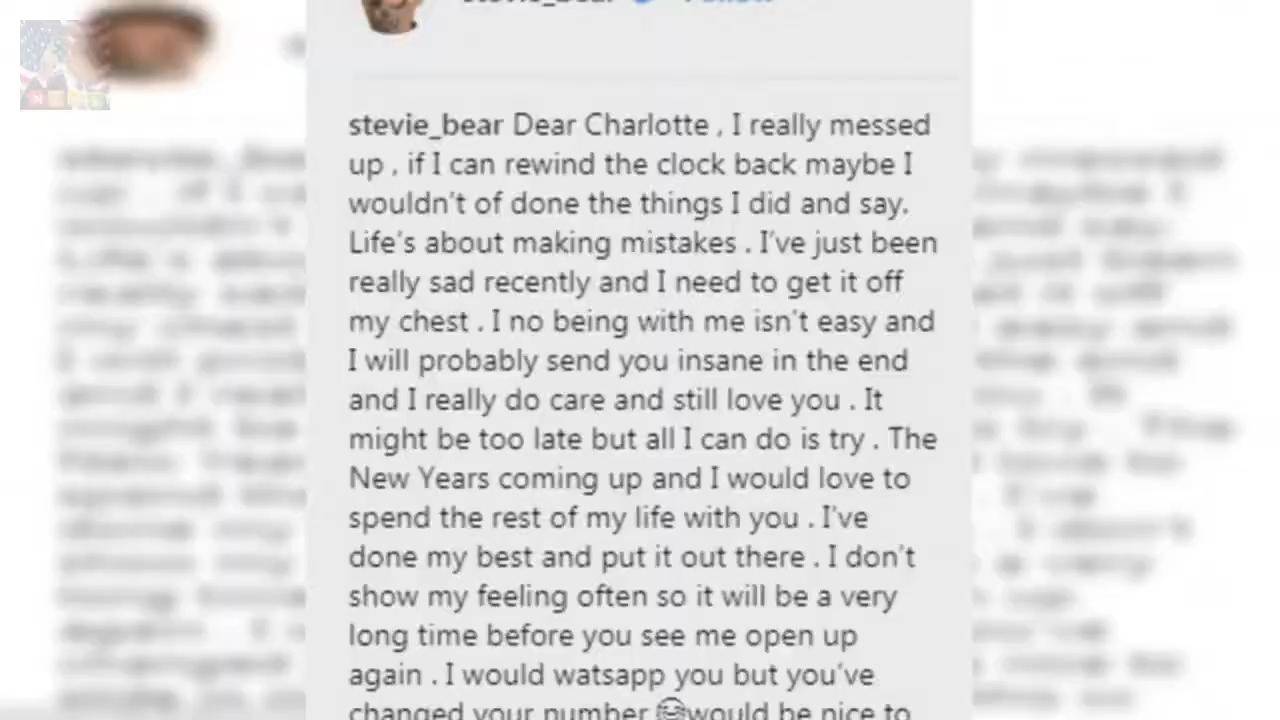 stevie_bear Follow
stevie_bear Dear Charlotte , I really messed
up , if I can rewind the clock back maybe I
wouldn't of done the things I did and say.
Life's about making mistakes . I've just been
really sad recently and I need to get it off
my chest . I no being with me isn't easy and
I will probably send you insane in the end
and I really do care and still love you . It
might be too late but all I can do is try . The
New Years coming up and I would love to
spend the rest of my life with you . I've
done my best and put it out there . I don't
show my feeling often so it will be a very
long time before you see me open up
again . I would watsapp you but you've
changed your number 😂would be nice to